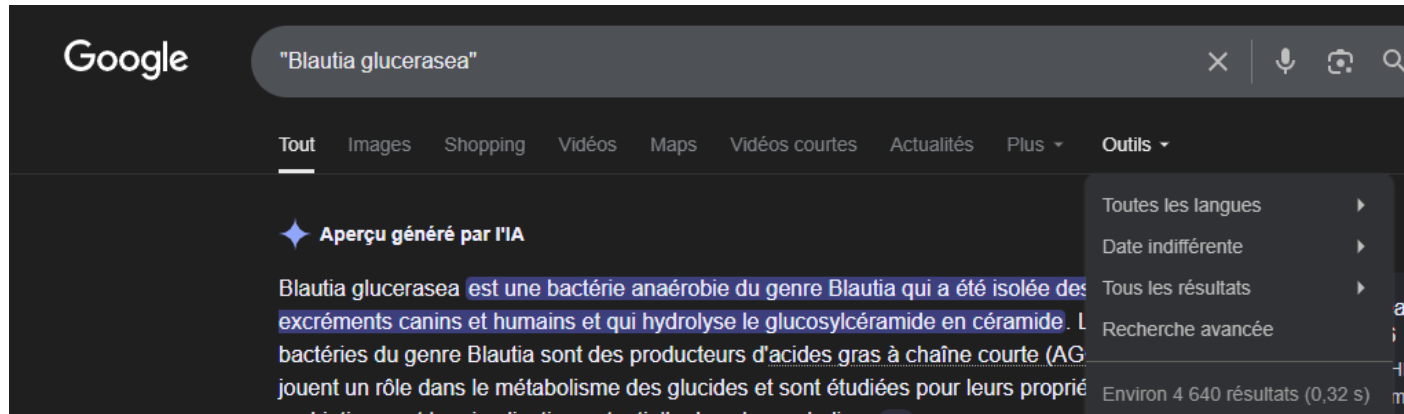 Google
"Blautia glucerasea"
Tout Images Shopping Vidéos Maps Vidéos courtes Actualités Plus Outils
Toutes les langues
Date indifférente
Tous les résultats
Recherche avancée
Environ 4 640 résultats (0,32 s)
Aperçu généré par l'IA
Blautia glucerasea est une bactérie anaérobie du genre Blautia qui a été isolée des
excréments canins et humains et qui hydrolyse le glucosylcéramide en céramide. L
bactéries du genre Blautia sont des producteurs d'acides gras à chaîne courte (AG
jouent un rôle dans le métabolisme des glucides et sont étudiées pour leurs proprié